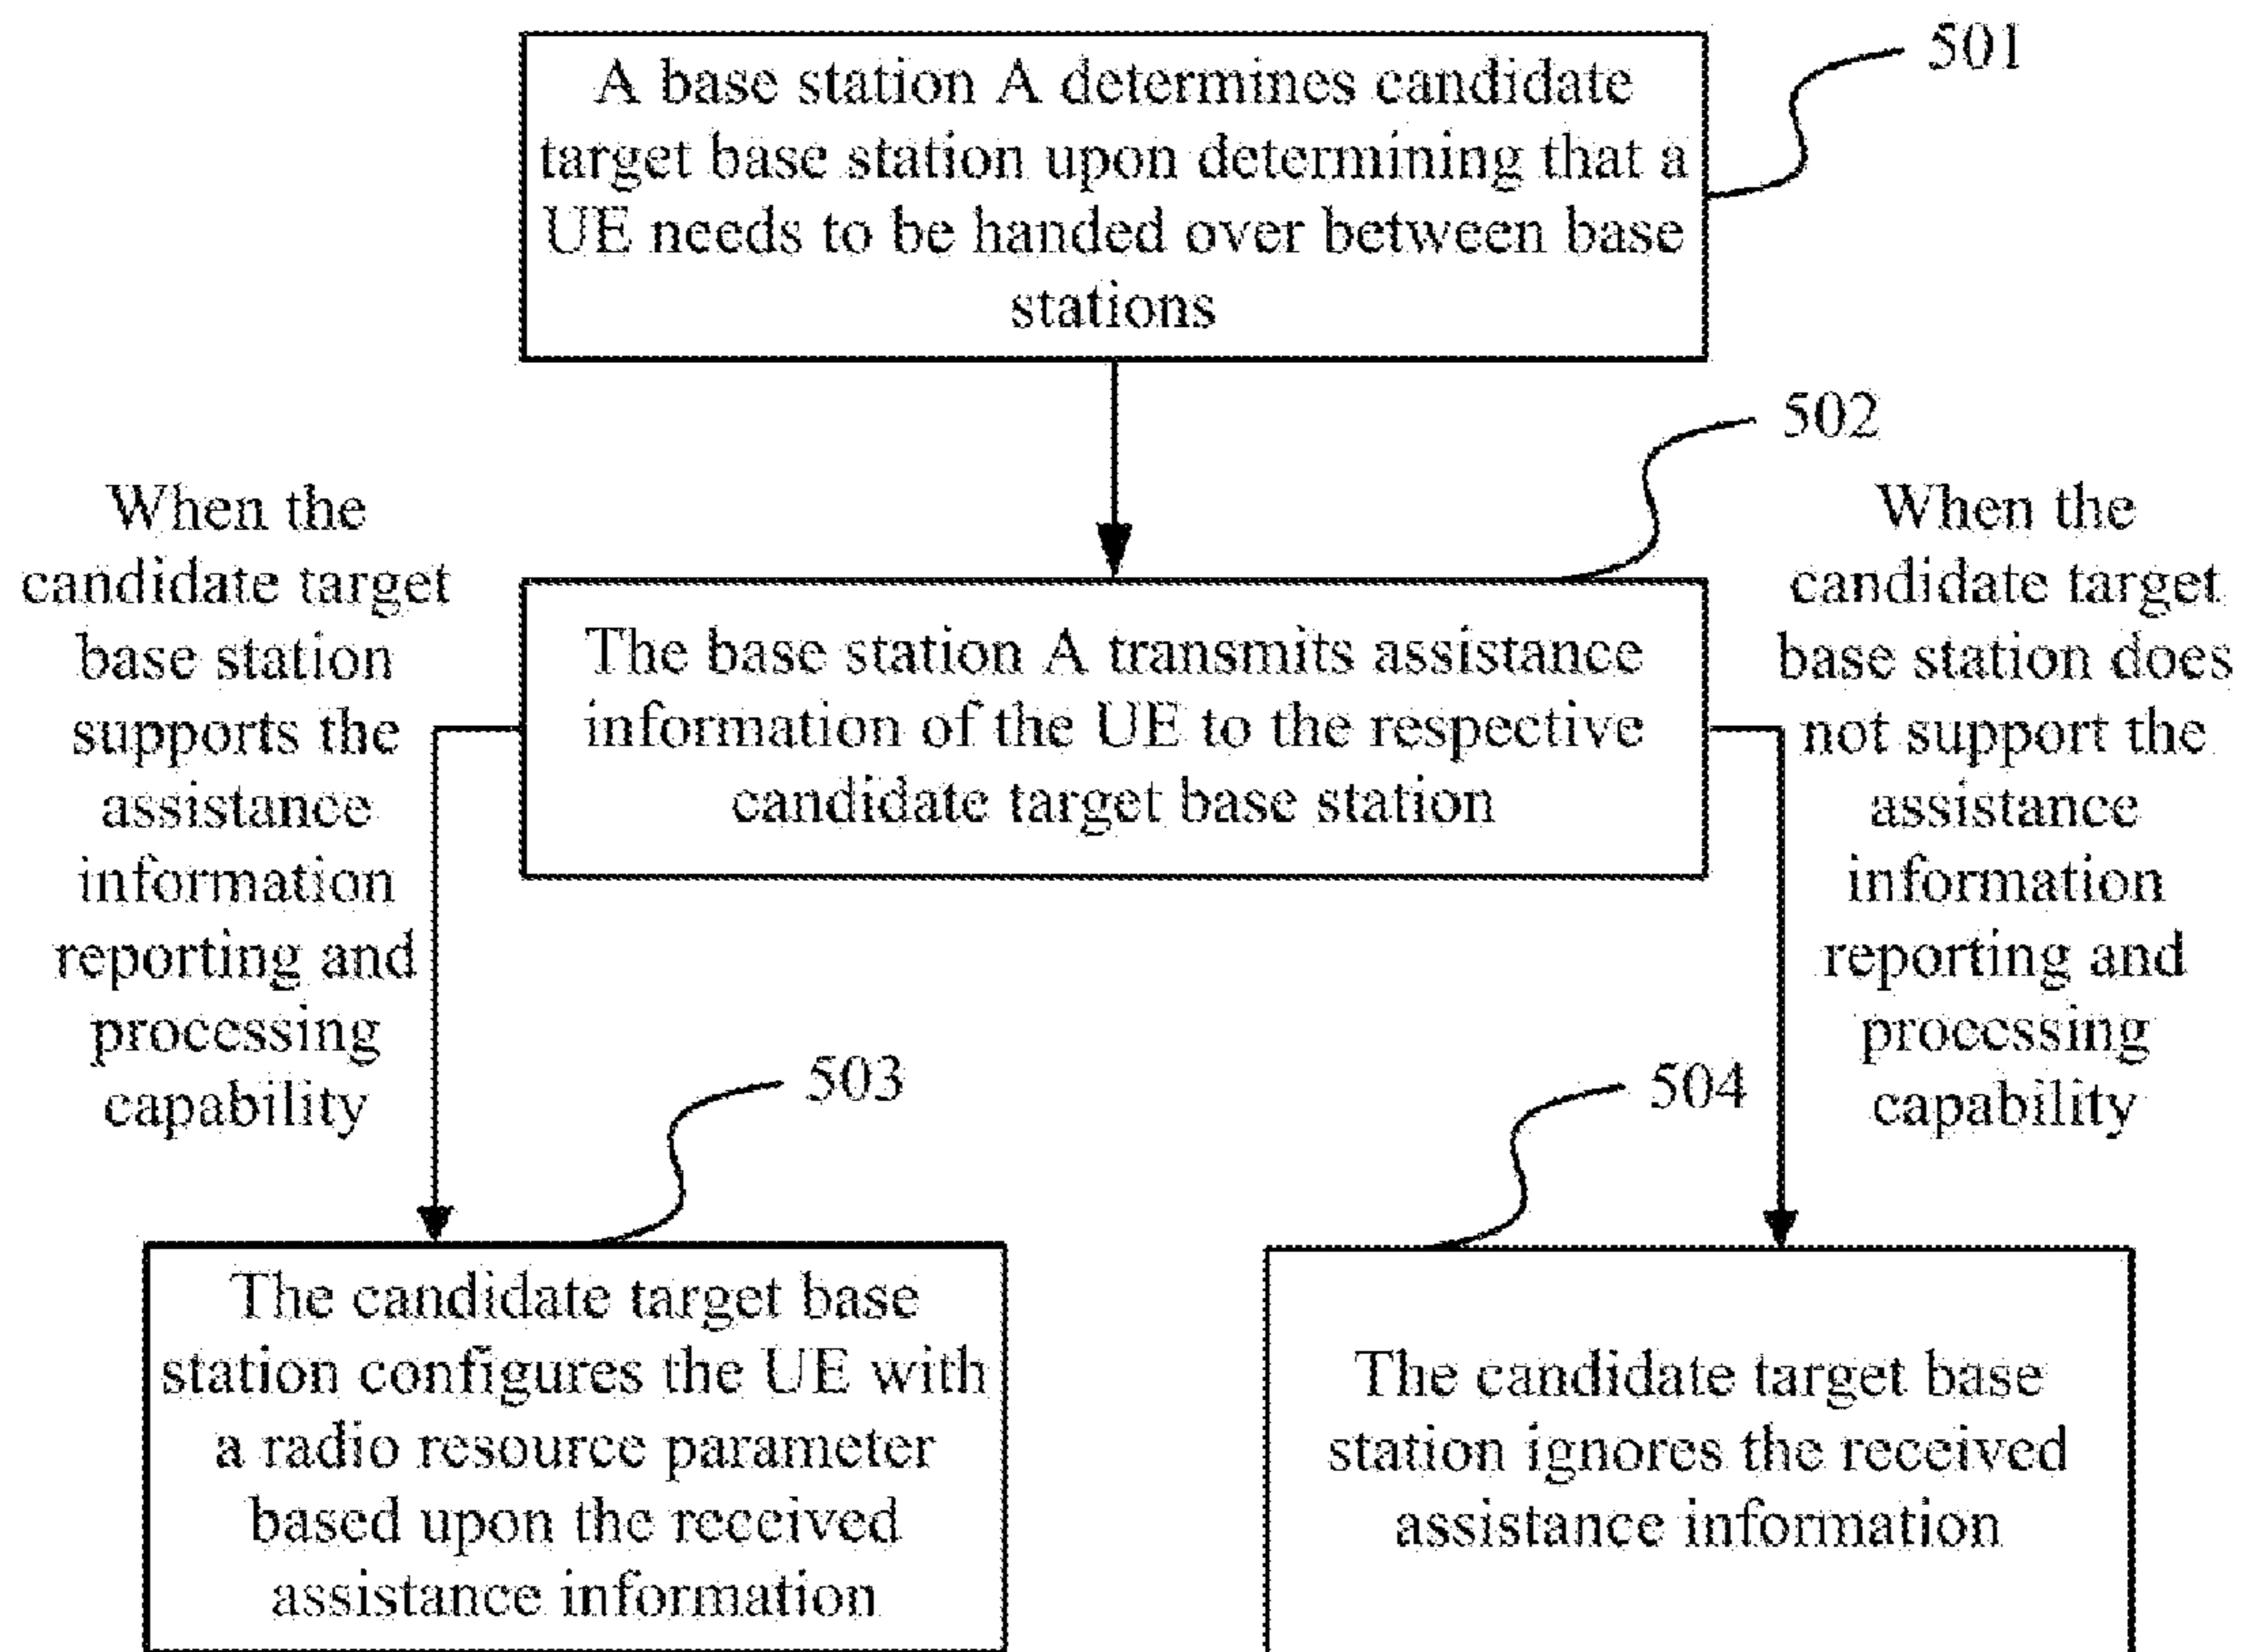 A base station A determines candidate
target base station upon determining that a
UE needs to be handed over between base
stations
501
502
When the
candidate target
base station
supports the
assistance
information
reporting and
processing
capability
The base station A transmits assistance
information of the UE to the respective
candidate target base station
When the
candidate target
base station does
not support the
assistance
information
reporting and
processing
capability
503
504
The candidate target base
station configures the UE with
a radio resource parameter
based upon the received
assistance information
The candidate target base
station ignores the received
assistance information